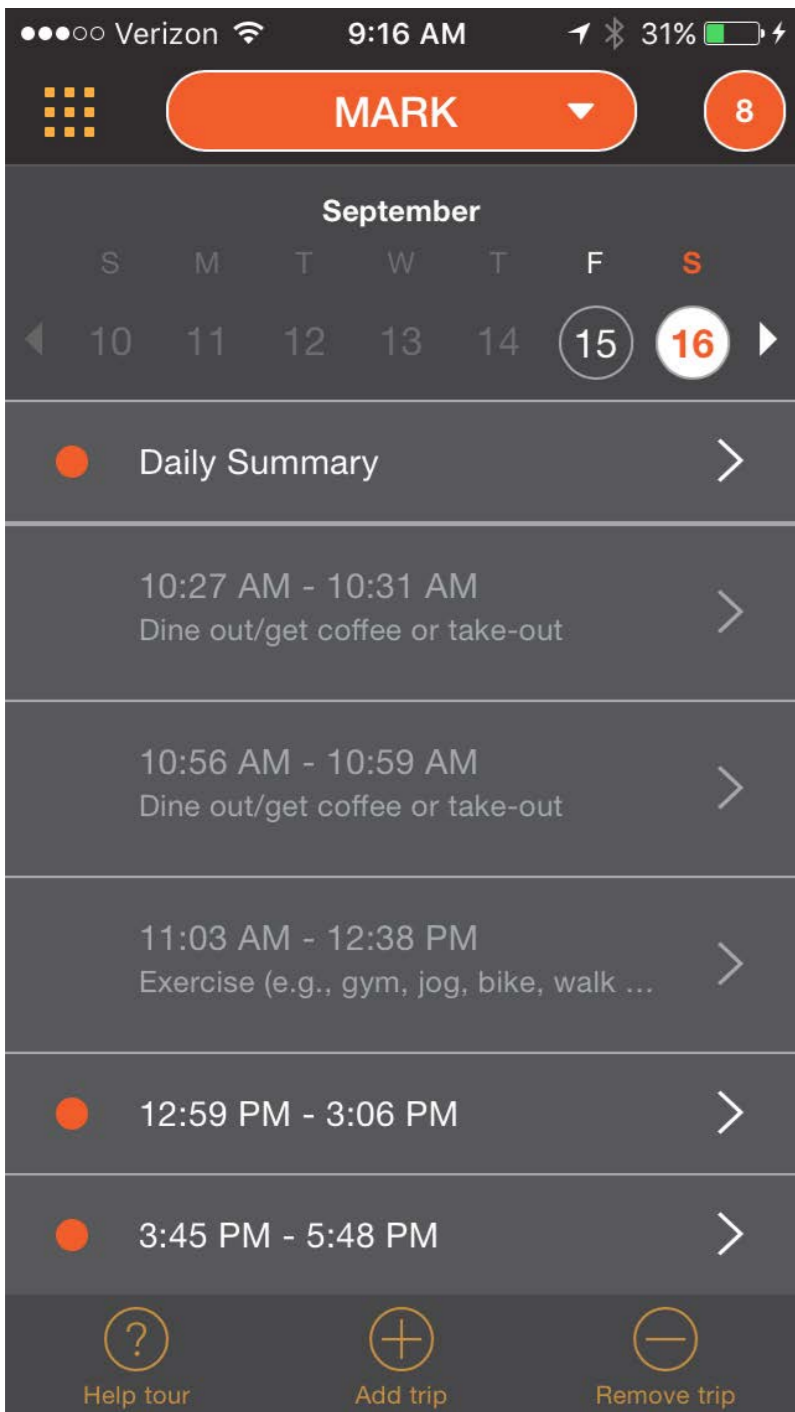 Verizon 9:16 AM 31%
MARK 8
September
S M T W T F S
10 11 12 13 14 15 16
Daily Summary
10:27 AM - 10:31 AM
Dine out/get coffee or take-out
10:56 AM - 10:59 AM
Dine out/get coffee or take-out
11:03 AM - 12:38 PM
Exercise (e.g., gym, jog, bike, walk ...
12:59 PM - 3:06 PM
3:45 PM - 5:48 PM
? 
Help tour Add trip Remove trip